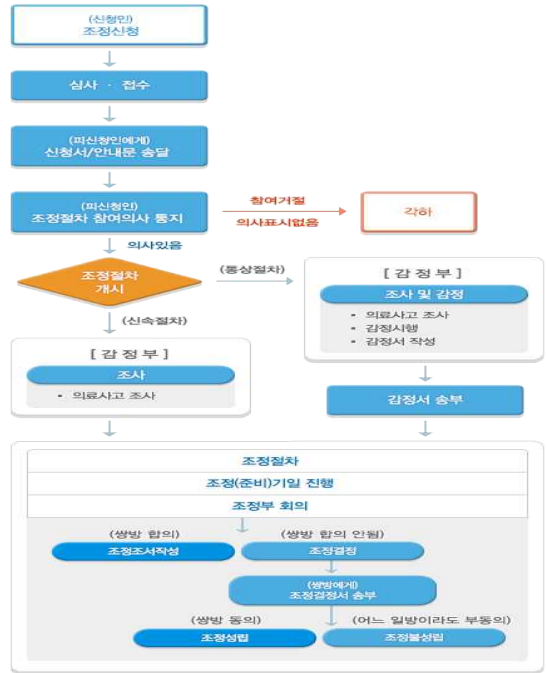 (신청인)
조정신청
심사 · 접수
(피신청인에게)
신청서/안내문 송달
(피신청인)
조정절차 참여의사 통지
참여거절
의사표시없음
각하
의사있음
조정절차
개시
(통상절차)
(신속절차)
[ 감 정 부 ]
조사 및 감정
• 의료사고 조사
• 감정시행
• 감정서 작성
[ 감 정 부 ]
조사
• 의료사고 조사
감정서 송부
조정절차
조정(준비)기일 진행
조정부 회의
(쌍방 합의)
(쌍방 합의 안됨)
조정조서작성
조정결정
(쌍방에게)
조정결정서 송부
(쌍방 동의)
(어느 일방이라도 부동의)
조정성립
조정불성립